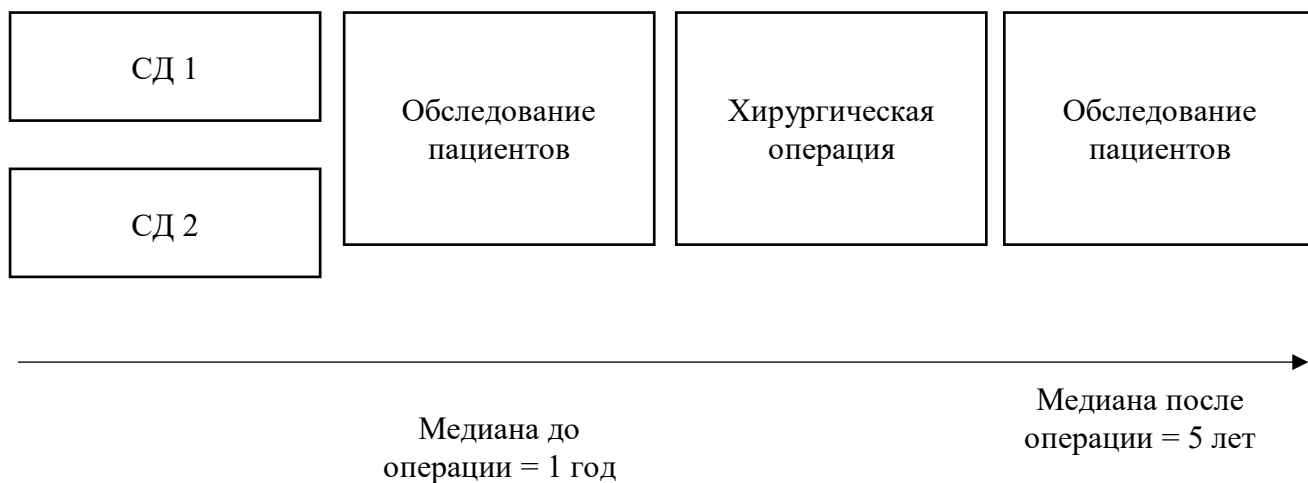 СД 1
СД 2
Обследование
пациентов
Хирургическая
операция
Обследование
пациентов
Медиана до
операции = 1 год
Медиана после
операции = 5 лет